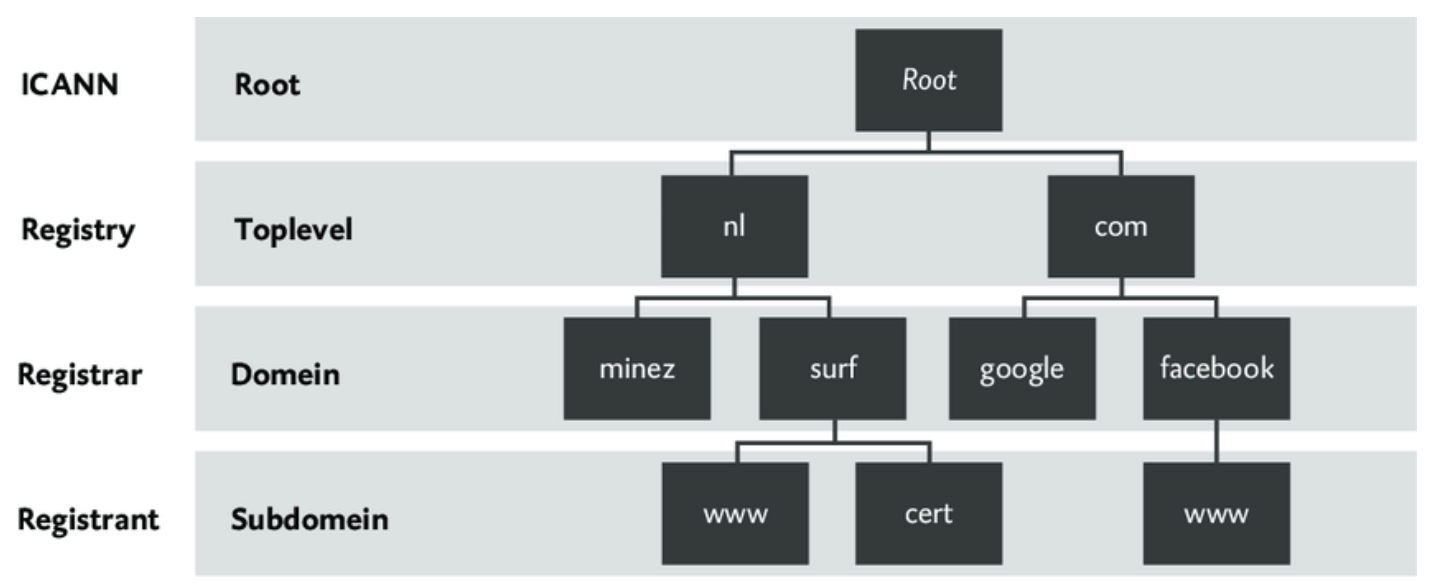 ICANN Root Root
Registry Toplevel nl com
Registrar Domein minez surf google facebook
Registrant Subdomein www cert www